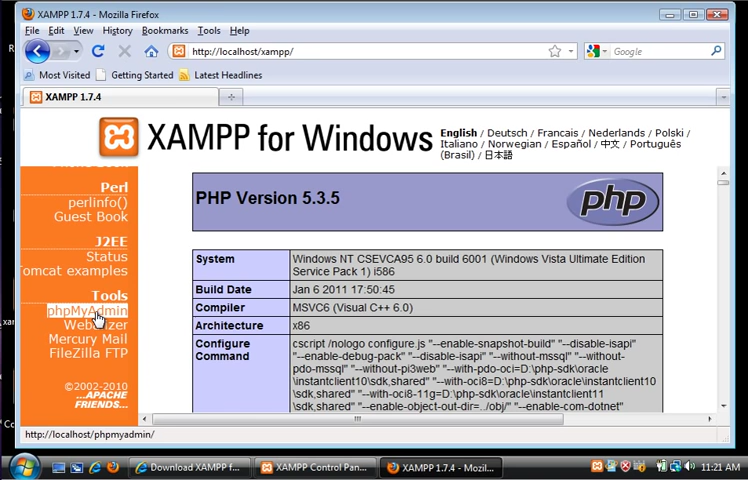 XAMPP 1.7.4 - Mozilla Firefox
File Edit View History Bookmarks Tools Help
http://localhost/xampp/
Google
Most Visited Getting Started Latest Headlines
XAMPP 1.7.4
XAMPP for Windows
English / Deutsch / Francais / Nederlands / Polski /
Italiano / Norwegian / Español / 中文 / Português
(Brasil) / 日本語
Perl
perlinfo()
Guest Book
J2EE
Status
Tomcat examples
Tools
phpMyAdmin
Webalizer
Mercury Mail
FileZilla FTP
©2002-2010
...APACHE
FRIENDS...
PHP Version 5.3.5
php
System Windows NT CSEVCA95 6.0 build 6001 (Windows Vista Ultimate Edition
Service Pack 1) i586
Build Date Jan 6 2011 17:50:45
Compiler MSVC6 (Visual C++ 6.0)
Architecture x86
Configure
Command
cscript /nologo configure.js "--enable-snapshot-build" "--disable-isapi"
"--enable-debug-pack" "--disable-isapi" "--without-mssql" "--without-
pdo-mssql" "--without-pi3web" "--with-pdo-oci=D:\php-sdk\oracle
\instantclient10\sdk,shared" "--with-oci8=D:\php-sdk\oracle\instantclient10
\sdk,shared" "--with-oci8-11g=D:\php-sdk\oracle\instantclient11
\sdk,shared" "--enable-object-out-dir=../obj/" "--enable-com-dotnet"
http://localhost/phpmyadmin/
Download XAMPP f...
XAMPP Control Pan...
XAMPP 1.7.4 - Mozil...
11:21 AM